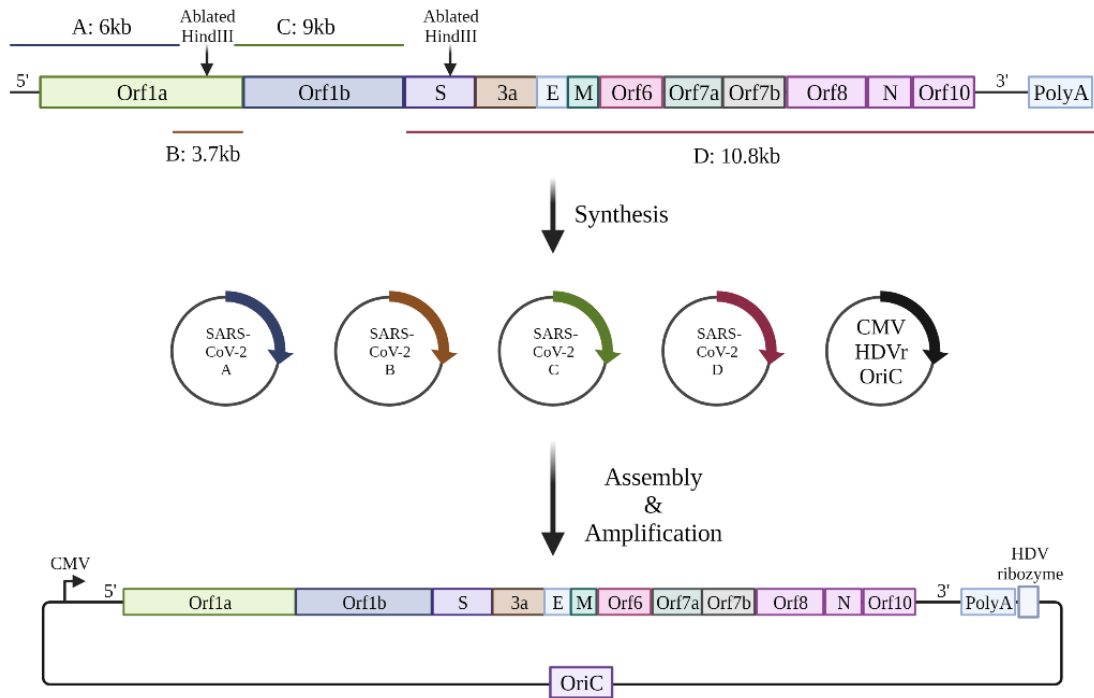 A: 6kb
Ablated
HindIII
C: 9kb
Ablated
HindIII
5'
Orf1a
Orf1b
S
3a
E
M
Orf6
Orf7a
Orf7b
Orf8
N
Orf10
3'
PolyA
B: 3.7kb
D: 10.8kb
Synthesis
SARS-
CoV-2
A
SARS-
CoV-2
B
SARS-
CoV-2
C
SARS-
CoV-2
D
CMV
HDVr
OriC
Assembly
&
Amplification
CMV
HDV
ribozyme
5'
Orf1a
Orf1b
S
3a
E
M
Orf6
Orf7a
Orf7b
Orf8
N
Orf10
3'
PolyA
OriC